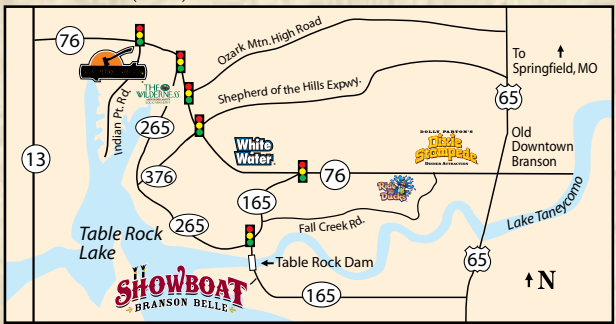 76
Ozark Mtn. High Road
To
Springfield, MO
Indian Pt. Rd.
THE
WILDERNESS
Shepherd of the Hills Expwy.
65
265
13
White
Water
DOLLY PARTON'S
Dixie
Stampede
DINNER ATTRACTION
Old
Downtown
Branson
376
76
Ride
Ducks
165
265
Fall Creek Rd.
Lake Taneycomo
Table Rock
Lake
Table Rock Dam
65
SHOWBOAT
BRANSON BELLE
165
N